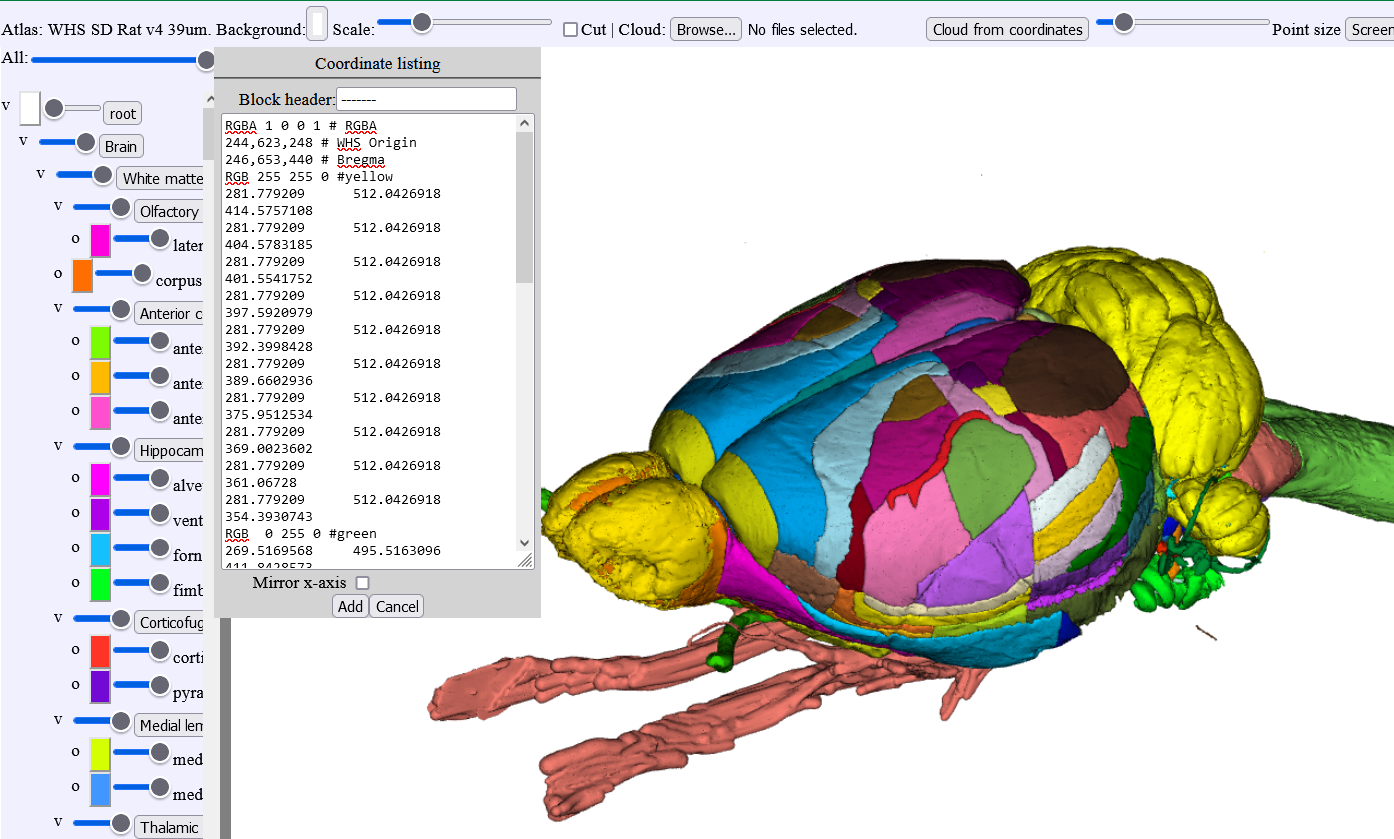 Atlas: WHS SD Rat v4 39um. Background: Scale: Cut | Cloud: Browse... No files selected. Cloud from coordinates Point size Screen
All:
Coordinate listing
Block header: -------
v root
v Brain
v White matte
v Olfactory
o later
o corpus
v Anterior c
o ante
o ante
o ante
v Hippocam
o alve
o vent
o forn
o fimb
v Corticofug
o corti
o pyra
v Medial lem
o med
o med
v Thalamic
RGBA 1 0 0 1 # RGBA
244,623,248 # WHS Origin
246,653,440 # Bregma
RGB 255 255 0 #yellow
281.779209 512.0426918
414.5757108
281.779209 512.0426918
404.5783185
281.779209 512.0426918
401.5541752
281.779209 512.0426918
397.5920979
281.779209 512.0426918
392.3998428
281.779209 512.0426918
389.6602936
281.779209 512.0426918
375.9512534
281.779209 512.0426918
369.0023602
281.779209 512.0426918
361.06728
281.779209 512.0426918
354.3930743
RGB 0 255 0 #green
269.5169568 495.5163096
411.8428573
Mirror x-axis
Add Cancel